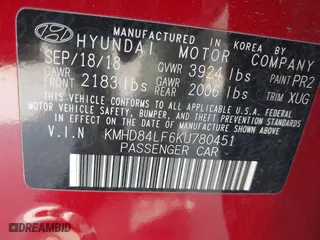 MANUFACTURED IN KOREA BY
HYUNDAI MOTOR COMPANY
SEP/18/18 GVWR 3924 lbs PAINT PR2
GAWR FRONT 2183 lbs GAWR REAR 2006 lbs TRIM XUG
THIS VEHICLE CONFORMS TO ALL APPLICABLE U.S.A FEDERAL
MOTOR VEHICLE SAFETY, BUMPER, AND THEFT PREVENTION
STANDARDS IN EFFECT ON THE DATE OF MANUFACTURE SHOWN ABOVE.
V.I.N KMHD84LF6KU780451
PASSENGER CAR